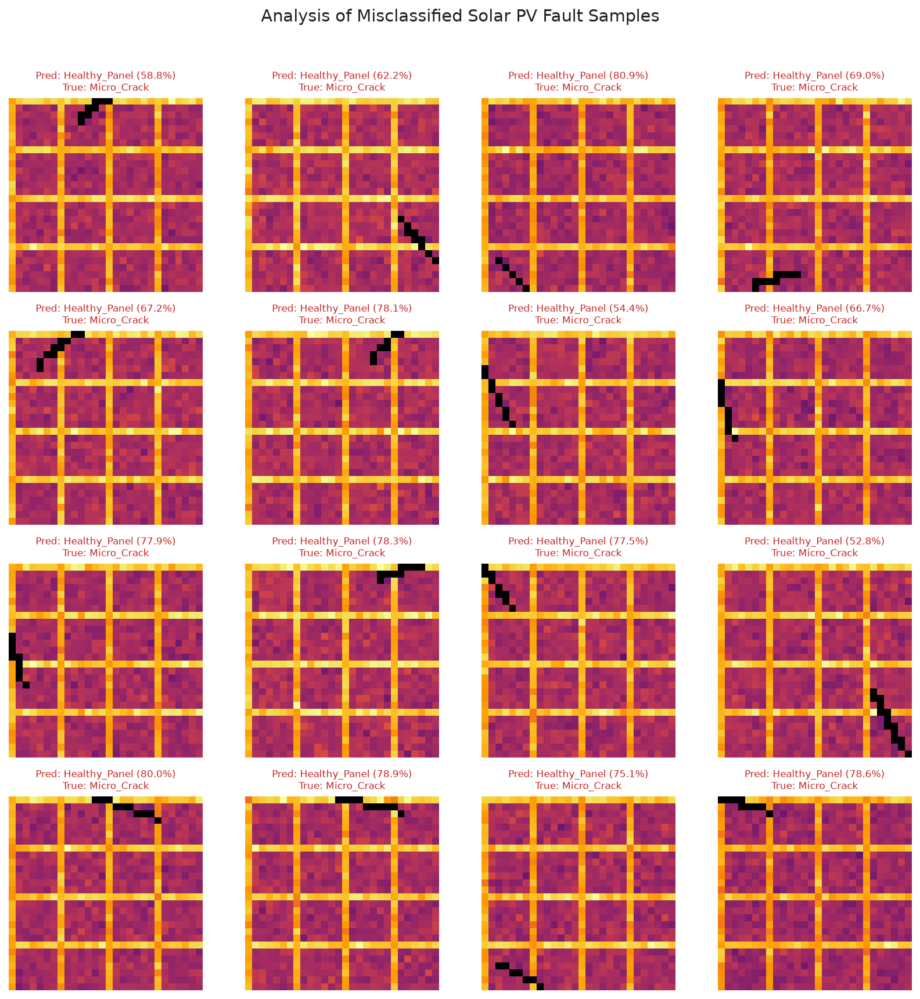 Analysis of Misclassified Solar PV Fault Samples
Pred: Healthy_Panel (58.8%)
True: Micro_Crack
Pred: Healthy_Panel (62.2%)
True: Micro_Crack
Pred: Healthy_Panel (80.9%)
True: Micro_Crack
Pred: Healthy_Panel (69.0%)
True: Micro_Crack
Pred: Healthy_Panel (67.2%)
True: Micro_Crack
Pred: Healthy_Panel (78.1%)
True: Micro_Crack
Pred: Healthy_Panel (54.4%)
True: Micro_Crack
Pred: Healthy_Panel (66.7%)
True: Micro_Crack
Pred: Healthy_Panel (77.9%)
True: Micro_Crack
Pred: Healthy_Panel (78.3%)
True: Micro_Crack
Pred: Healthy_Panel (77.5%)
True: Micro_Crack
Pred: Healthy_Panel (52.8%)
True: Micro_Crack
Pred: Healthy_Panel (80.0%)
True: Micro_Crack
Pred: Healthy_Panel (78.9%)
True: Micro_Crack
Pred: Healthy_Panel (75.1%)
True: Micro_Crack
Pred: Healthy_Panel (78.6%)
True: Micro_Crack